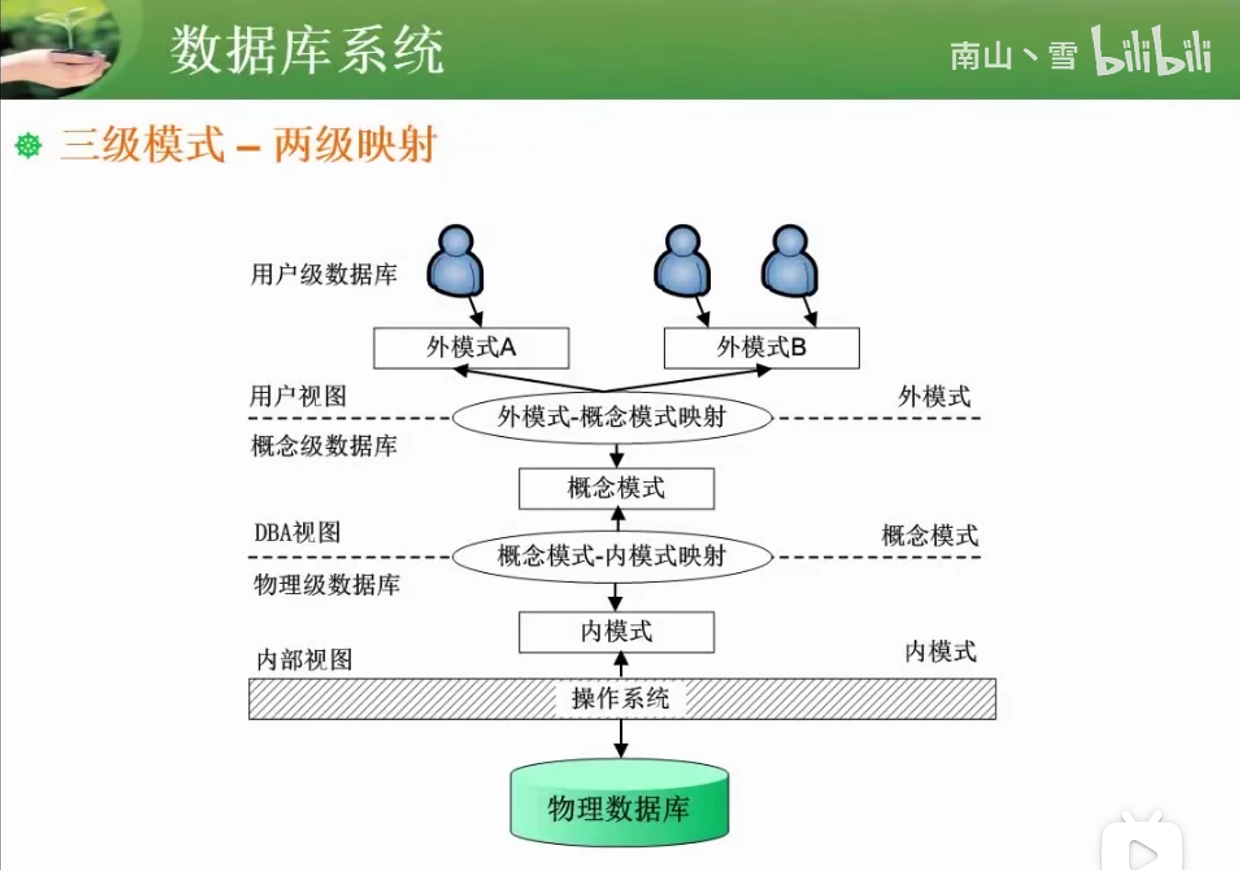 数据库系统
南山丶雪 bilibili
三级模式 – 两级映射
用户级数据库
外模式A
外模式B
用户视图
外模式
外模式-概念模式映射
概念级数据库
概念模式
DBA视图
概念模式
概念模式-内模式映射
物理级数据库
内模式
内部视图
内模式
操作系统
物理数据库